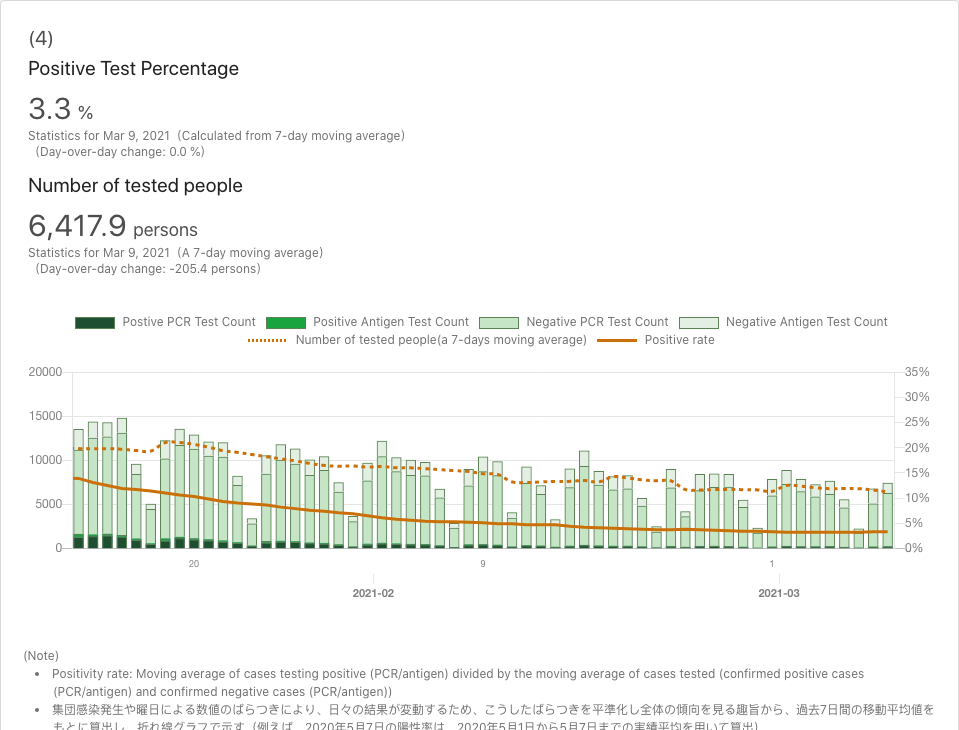 (4)
Positive Test Percentage
3.3 %
Statistics for Mar 9, 2021  (Calculated from 7-day moving average)
(Day-over-day change: 0.0 %)
Number of tested people
6,417.9 persons
Statistics for Mar 9, 2021  (A 7-day moving average)
(Day-over-day change: -205.4 persons)
Postive PCR Test Count Positive Antigen Test Count Negative PCR Test Count Negative Antigen Test Count
Number of tested people(a 7-days moving average) Positive rate
20000 35%
30%
15000
25%
20%
10000
15%
10%
5000
5%
0 0%
20 9 1
2021-02 2021-03
(Note)
• Positivity rate: Moving average of cases testing positive (PCR/antigen) divided by the moving average of cases tested (confirmed positive cases
(PCR/antigen) and confirmed negative cases (PCR/antigen))
• 集団感染発生や曜日による数値のばらつきにより、日々の結果が変動するため、こうしたばらつきを平準化し全体の傾向を見る趣旨から、過去7日間の移動平均値を
もとに算出し、折れ線グラフで示す（例えば、2020年5月7日の陽性率は、2020年5月1日から5月7日までの実績平均を用いて算出）